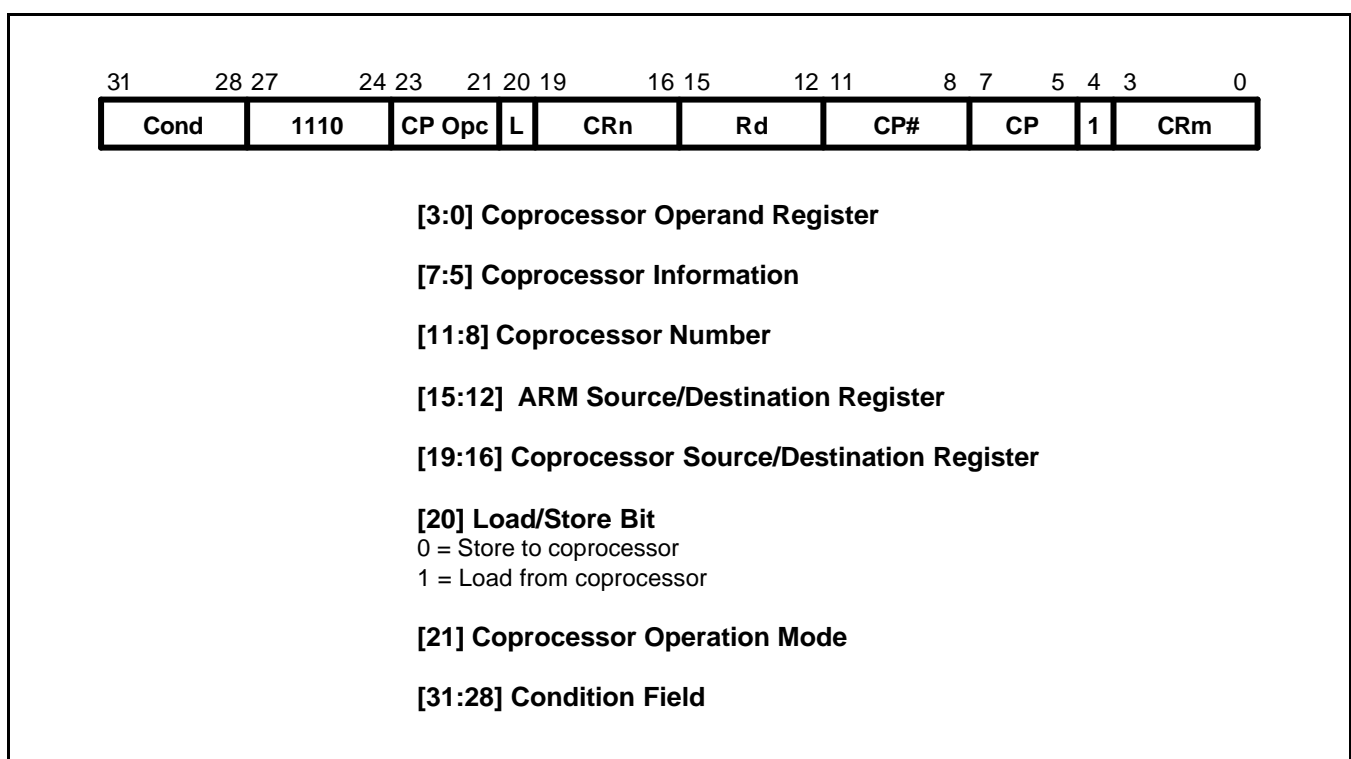 31 28 27 24 23 21 20 19 16 15 12 11 8 7 5 4 3 0
Cond 1110 CP Opc L CRn Rd CP# CP 1 CRm
[3:0] Coprocessor Operand Register
[7:5] Coprocessor Information
[11:8] Coprocessor Number
[15:12] ARM Source/Destination Register
[19:16] Coprocessor Source/Destination Register
[20] Load/Store Bit
0 = Store to coprocessor
1 = Load from coprocessor
[21] Coprocessor Operation Mode
[31:28] Condition Field